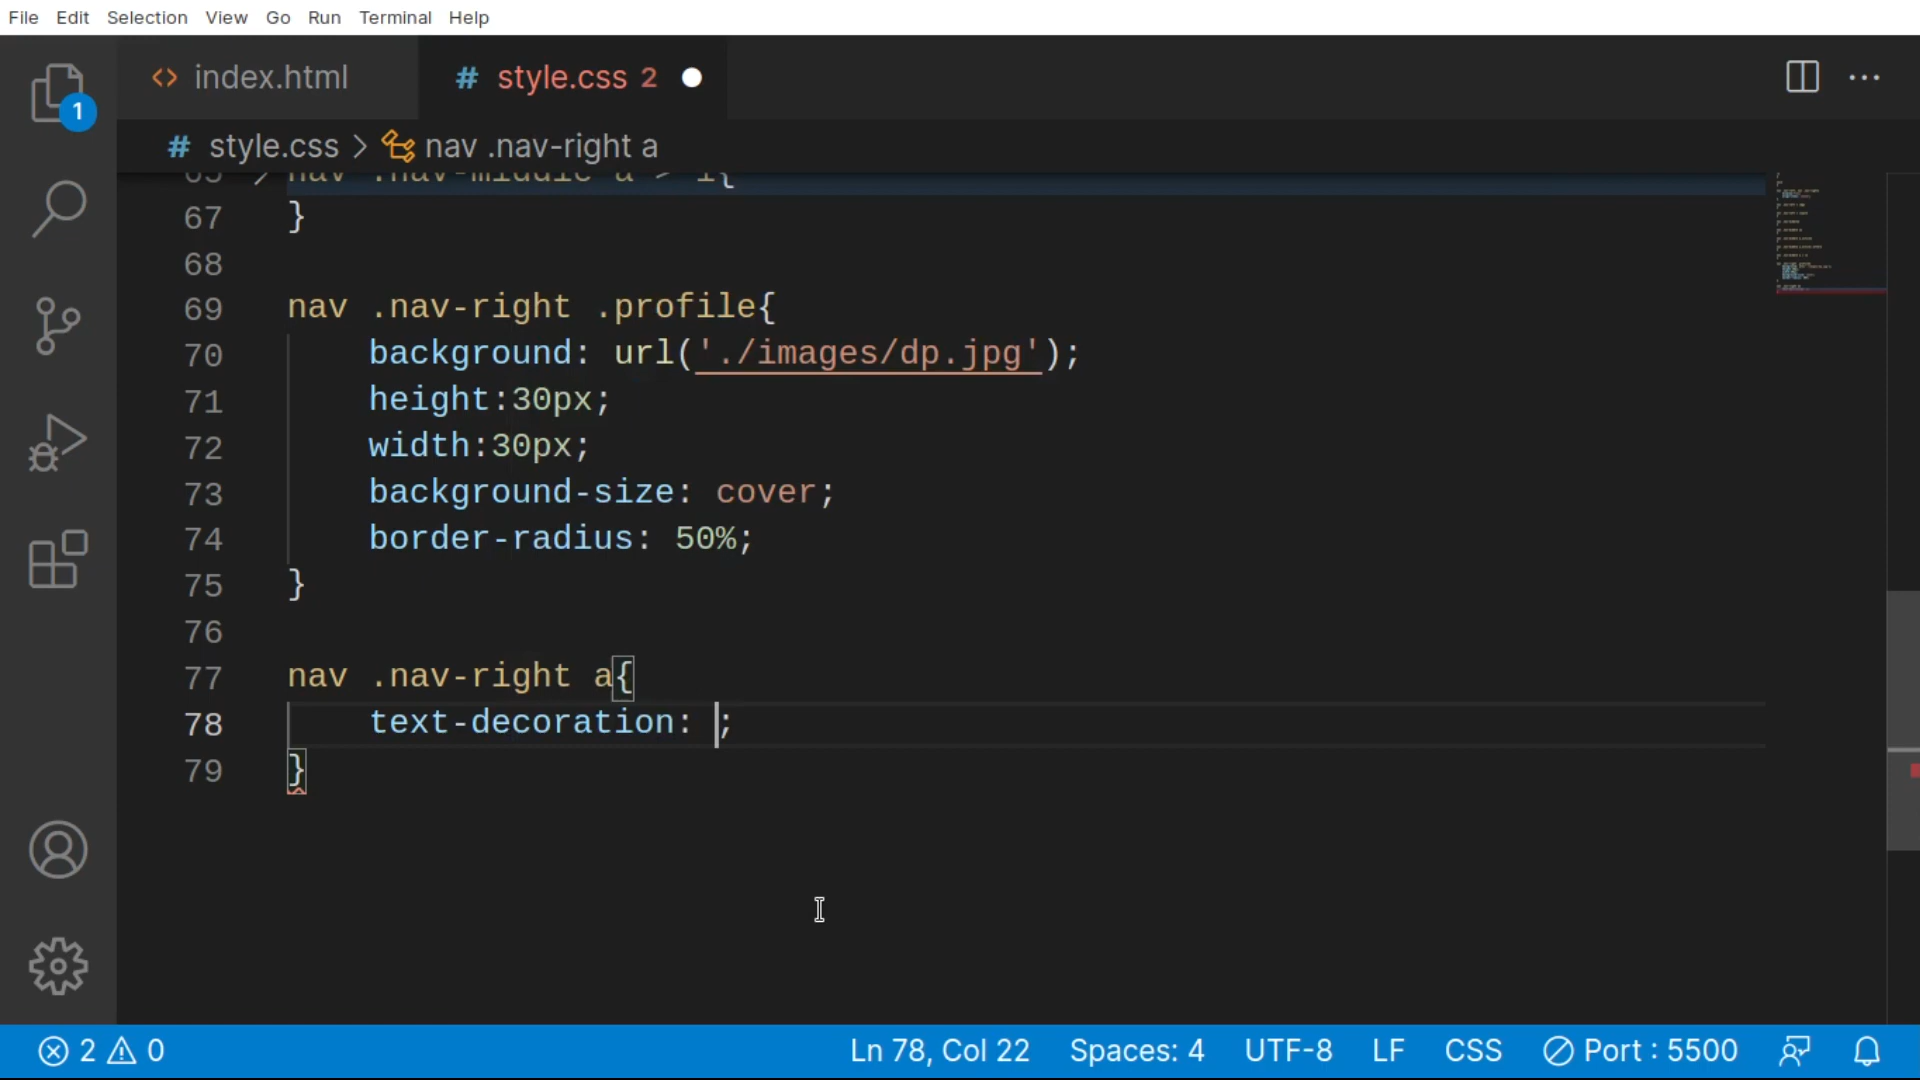 File Edit Selection View Go Run Terminal Help
1
<> index.html
# style.css 2
# style.css > nav .nav-right a
67 }
68
69 nav .nav-right .profile{
70 background: url('./images/dp.jpg');
71 height:30px;
72 width:30px;
73 background-size: cover;
74 border-radius: 50%;
75 }
76
77 nav .nav-right a{
78 text-decoration: ;
79 }
2 0 Ln 78, Col 22 Spaces: 4 UTF-8 LF CSS Port : 5500